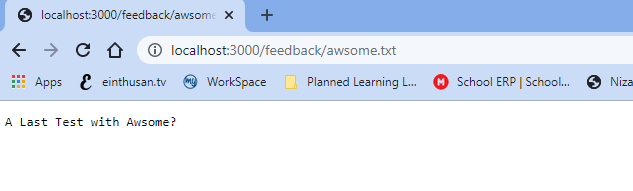 localhost:3000/feedback/awsome
localhost:3000/feedback/awsome.txt
Apps einthusan.tv my WorkSpace Planned Learning L... M School ERP | School... Niza
A Last Test with Awsome?